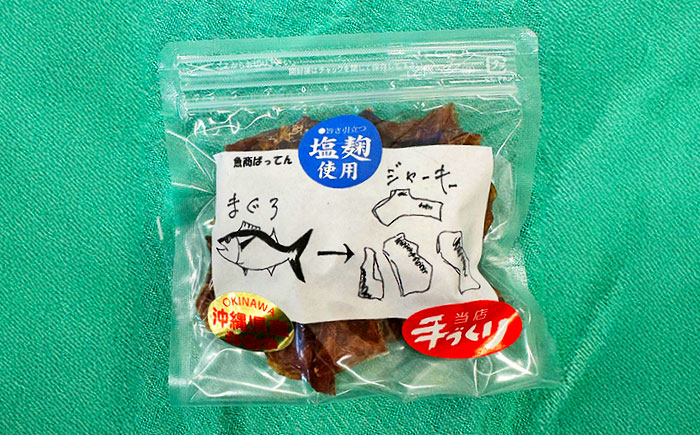 ●旨さ引立つ
塩麹
使用
魚商ばってん
ジャーキー
まぐろ
OKINAWA
沖縄県
当店
手づくり